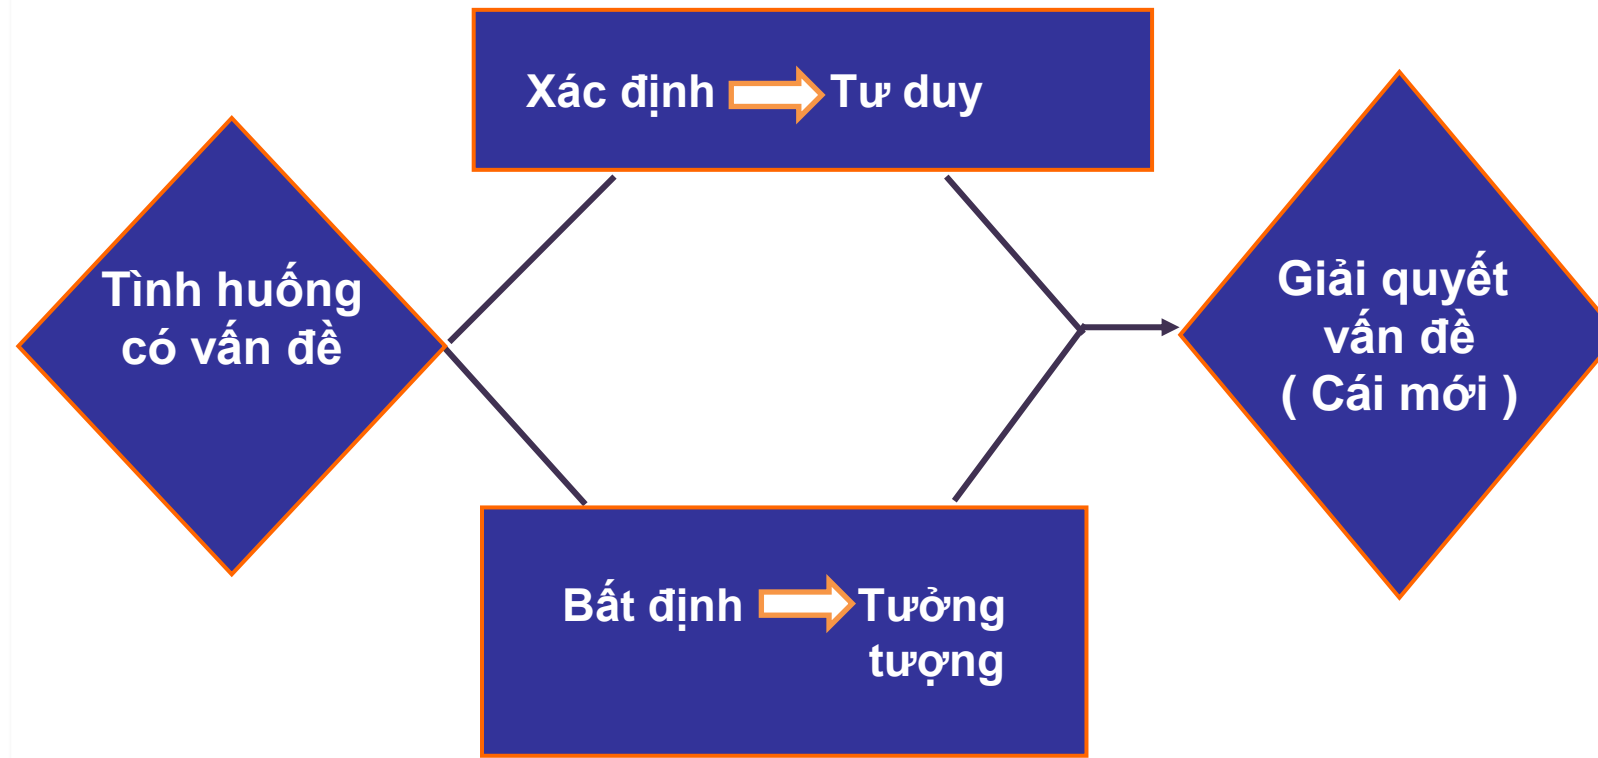 Xác định Tư duy
Tình huống
có vấn đề
Giải quyết
vấn đề
( Cái mới )
Bất định Tưởng
tượng